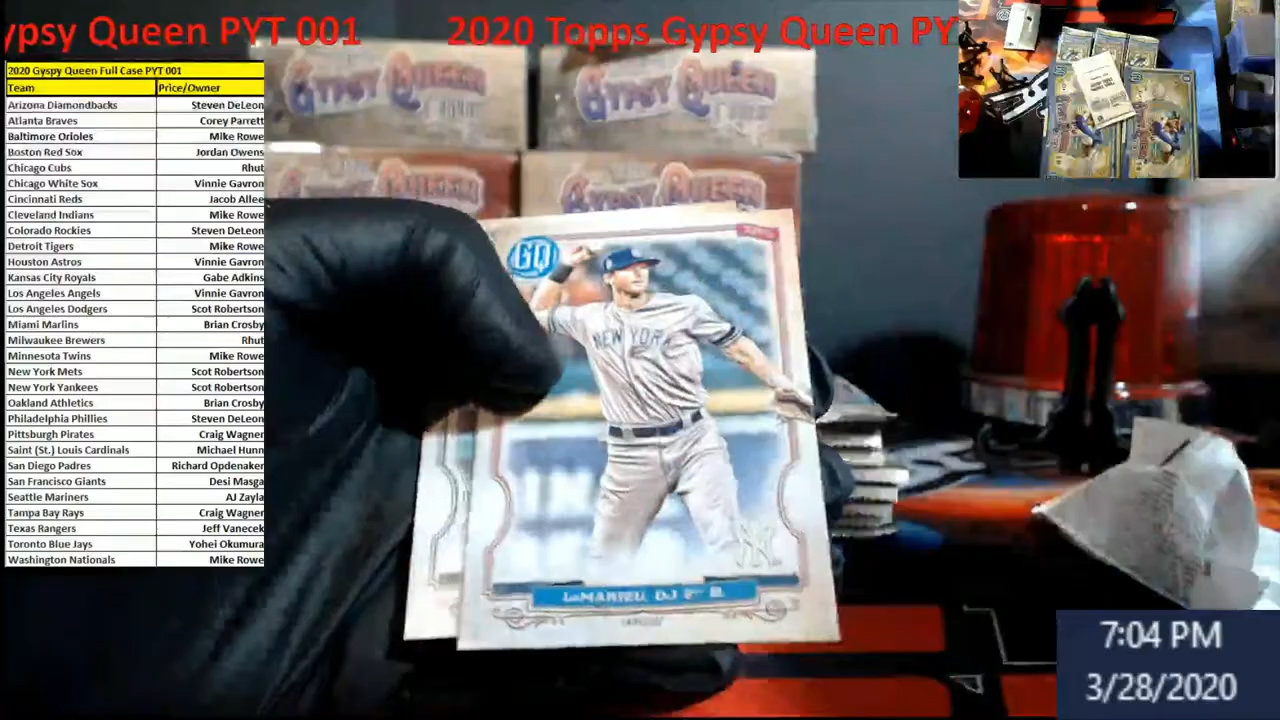 ypsy Queen PYT 001 2020 Topps Gypsy Queen PY
2020 Gyspy Queen Full Case PYT 001
Team Price/Owner
Arizona Diamondbacks Steven DeLeon
Atlanta Braves Corey Parrett
Baltimore Orioles Mike Rowe
Boston Red Sox Jordan Owens
Chicago Cubs Rhut
Chicago White Sox Vinnie Gavron
Cincinnati Reds Jacob Allee
Cleveland Indians Mike Rowe
Colorado Rockies Steven DeLeon
Detroit Tigers Mike Rowe
Houston Astros Vinnie Gavron
Kansas City Royals Gabe Adkins
Los Angeles Angels Vinnie Gavron
Los Angeles Dodgers Scot Robertson
Miami Marlins Brian Crosby
Milwaukee Brewers Rhut
Minnesota Twins Mike Rowe
New York Mets Scot Robertson
New York Yankees Scot Robertson
Oakland Athletics Brian Crosby
Philadelphia Phillies Steven DeLeon
Pittsburgh Pirates Craig Wagner
Saint (St.) Louis Cardinals Michael Hunn
San Diego Padres Richard Opdenaker
San Francisco Giants Desi Masga
Seattle Mariners AJ Zayla
Tampa Bay Rays Craig Wagner
Texas Rangers Jeff Vanecek
Toronto Blue Jays Yohei Okumura
Washington Nationals Mike Rowe
GYPSY QUEEN
GYPSY QUEEN
GYPSY QUEEN
GYPSY QUEEN
GQ
NEW YORK
NY
LeMAHIEU, DJ 2ND B.
7:04 PM
3/28/2020